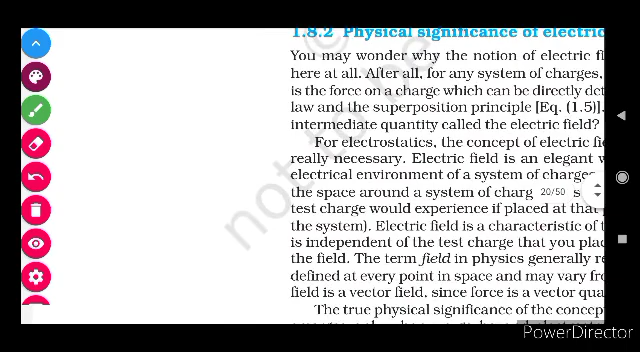 1.8.2 Physical significance of electric
You may wonder why the notion of electric fi
here at all. After all, for any system of charges,
is the force on a charge which can be directly det
law and the superposition principle [Eq. (1.5)].
intermediate quantity called the electric field?
For electrostatics, the concept of electric fie
really necessary. Electric field is an elegant w
electrical environment of a system of charges
the space around a system of charg 20/50 s
test charge would experience if placed at that
the system). Electric field is a characteristic of t
is independent of the test charge that you plac
the field. The term field in physics generally re
defined at every point in space and may vary fro
field is a vector field, since force is a vector qua
The true physical significance of the concep
not to be
PowerDirector